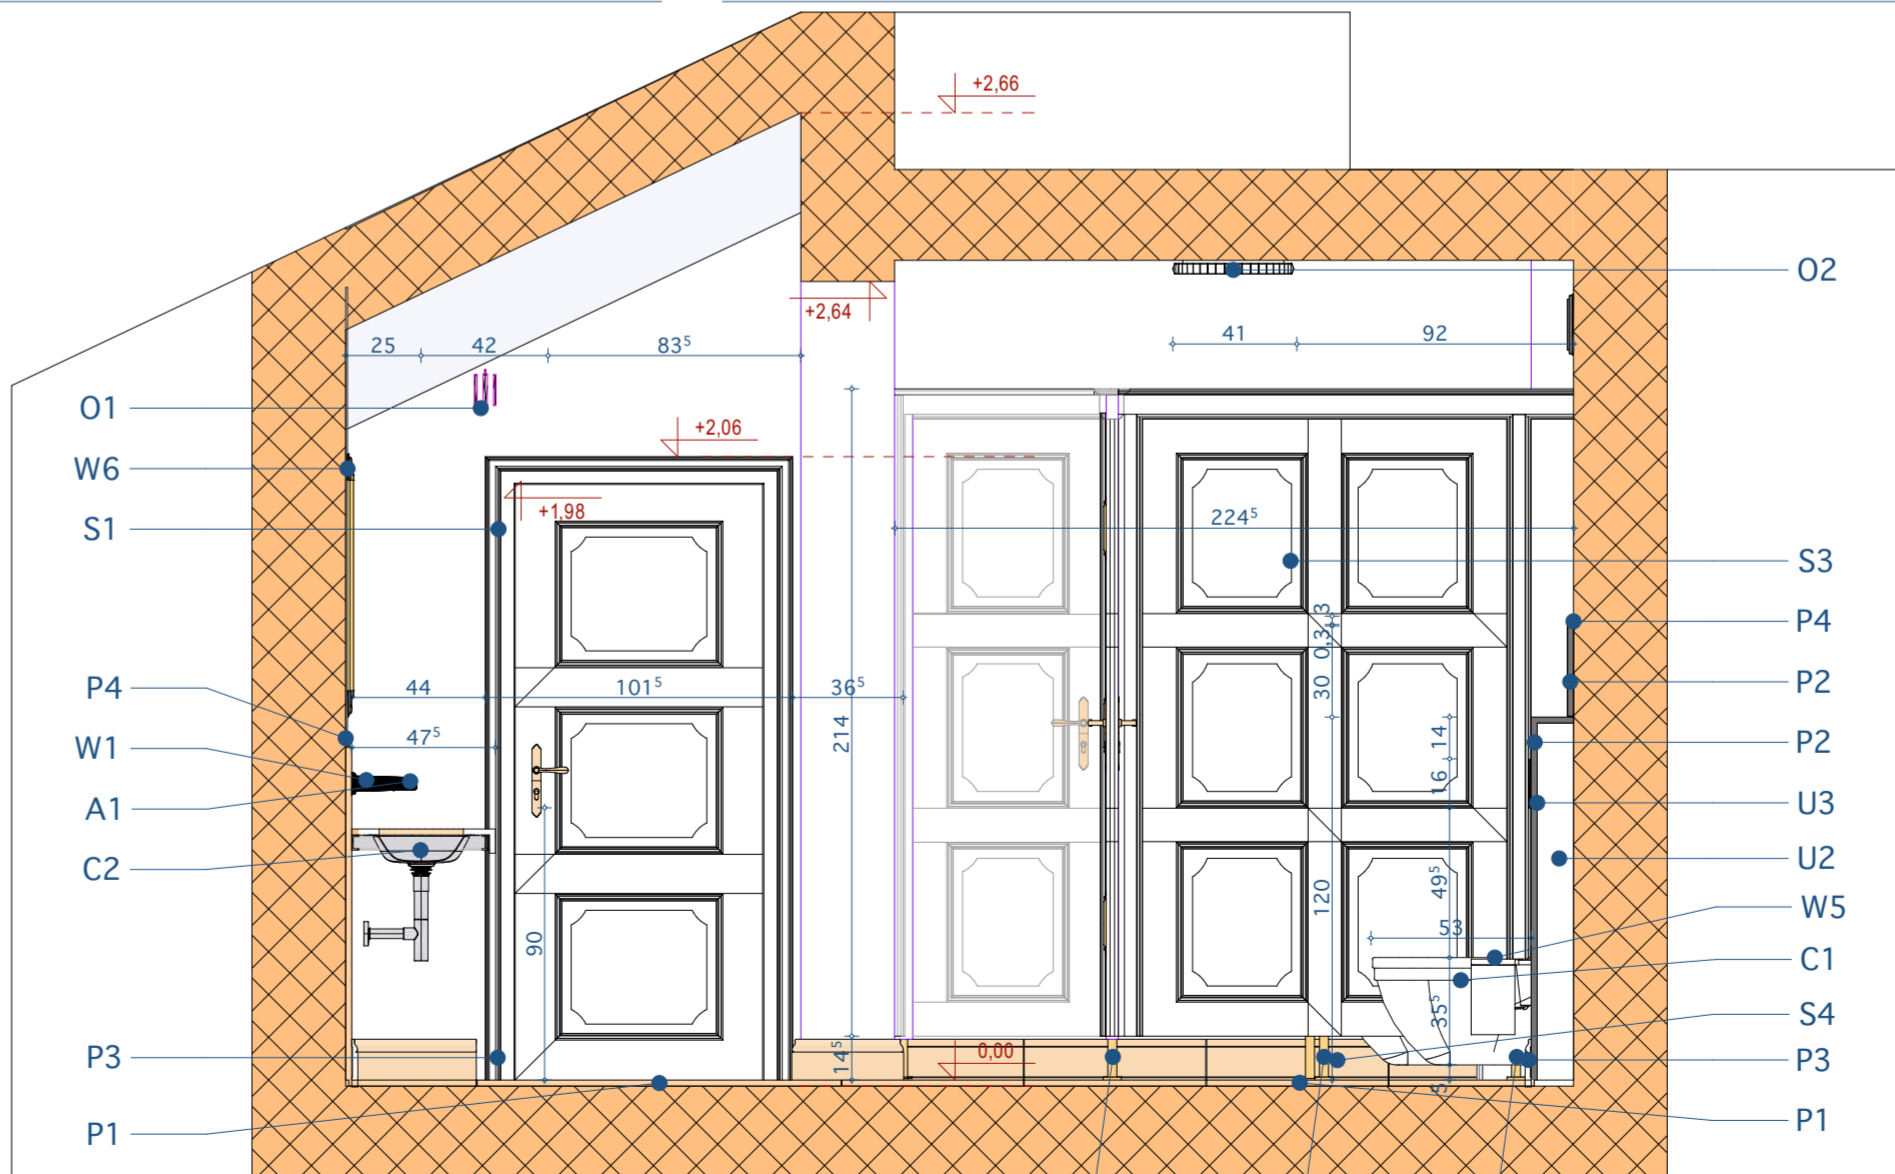 +2,66
O2
+2,64
25 42 83⁵
41 92
O1
+2,06
W6
+1,98
S1
224⁵
S3
P4
P4
44 101⁵ 36⁵
P2
30 0,3 3
W1
47⁵
214
14
P2
A1
16
U3
C2
49⁵
U2
120
W5
53
90
C1
35⁵
S4
P3
14⁵
0,00
P3
5
P1
P1